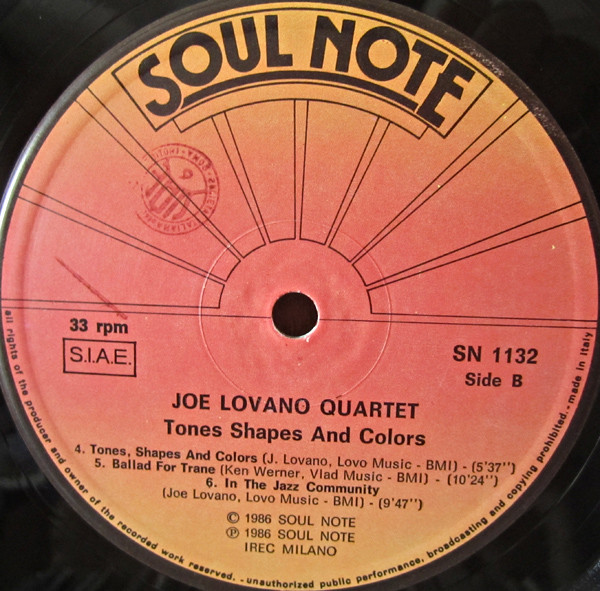 SOUL NOTE
33 rpm
S.I.A.E.
SN 1132
Side B
JOE LOVANO QUARTET
Tones Shapes And Colors
4. Tones, Shapes And Colors (J. Lovano, Lovo Music - BMI) - (5'37'')
5. Ballad For Trane (Ken Werner, Vlad Music - BMI) - (10'24'')
6. In The Jazz Community
(Joe Lovano, Lovo Music - BMI) - (9'47'')
© 1986 SOUL NOTE
℗ 1986 SOUL NOTE
IREC MILANO
all rights of the producer and owner of the recorded work reserved. - unauthorized public performance, broadcasting and copying prohibited. - made in Italy